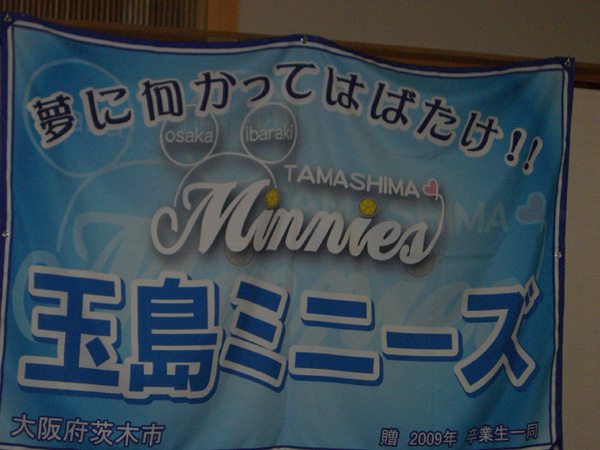 夢に向かってはばたけ!!
osaka ibaraki
TAMASHIMA
Minnies
玉島ミニーズ
大阪府茨木市
贈 2009年 卒業生一同